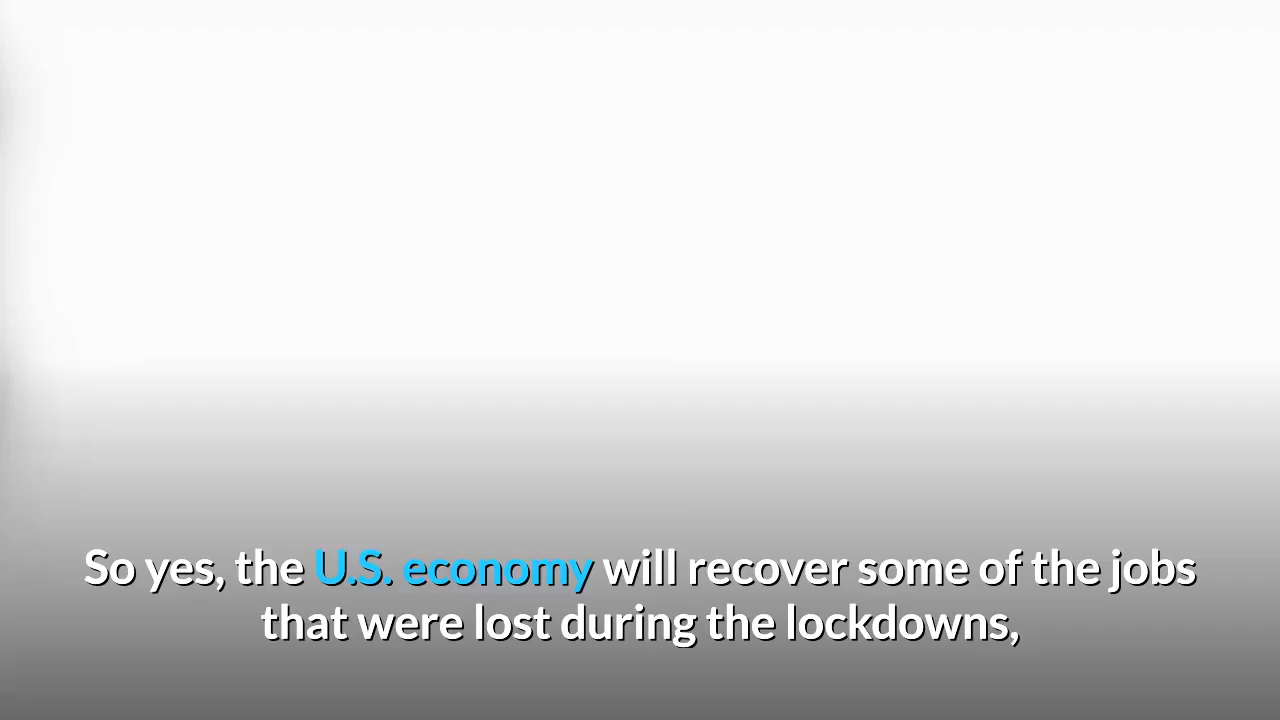 So yes, the U.S. economy will recover some of the jobs
that were lost during the lockdowns,